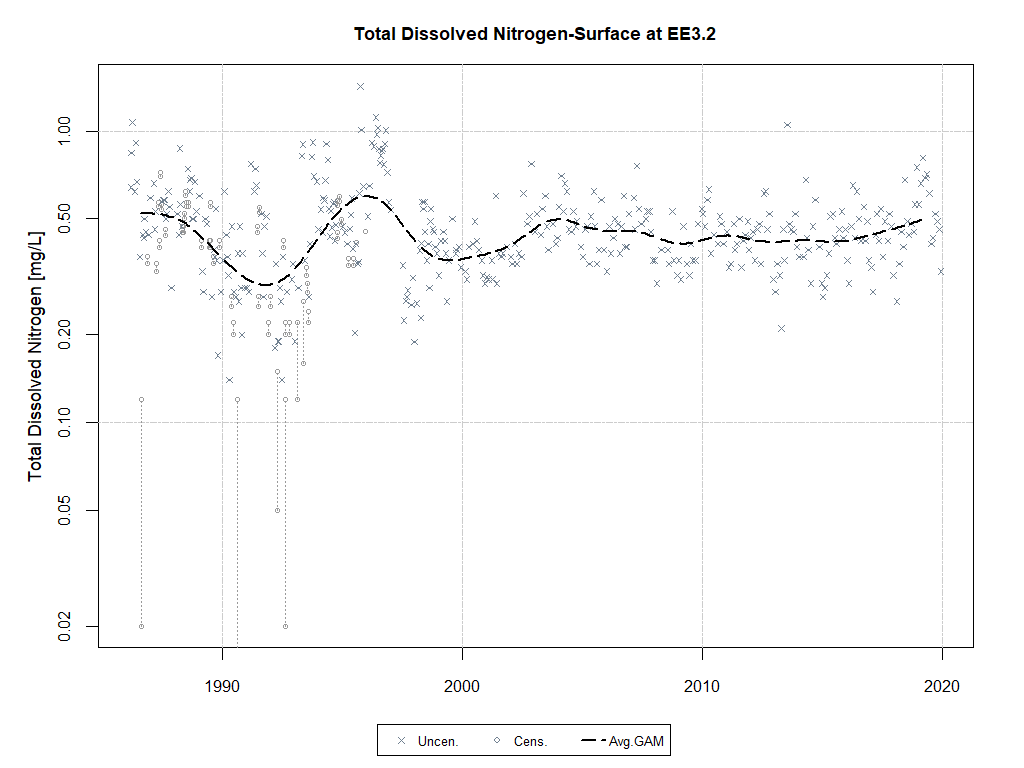 Total Dissolved Nitrogen-Surface at EE3.2
Total Dissolved Nitrogen [mg/L]
1.00
0.50
0.20
0.10
0.05
0.02
1990 2000 2010 2020
Uncen. Cens. Avg.GAM